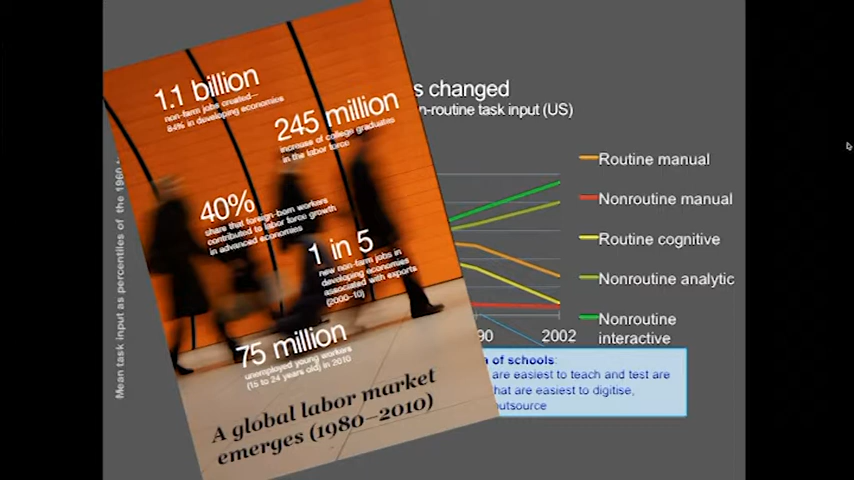 1.1 billion
non-farm jobs created—
84% in developing economies
245 million
increase of college graduates
in the labor force
40%
share that foreign-born workers
contributed to labor force growth
in advanced economies
1 in 5
new non-farm jobs in
developing economies
associated with exports
(2000–10)
75 million
unemployed young workers
(15 to 24 years old) in 2010
A global labor market
emerges (1980–2010)
s changed
n-routine task input (US)
Mean task input as percentiles of the 1960
Routine manual
Nonroutine manual
Routine cognitive
Nonroutine analytic
Nonroutine
interactive
90
2002
of schools:
are easiest to teach and test are
that are easiest to digitise,
outsource